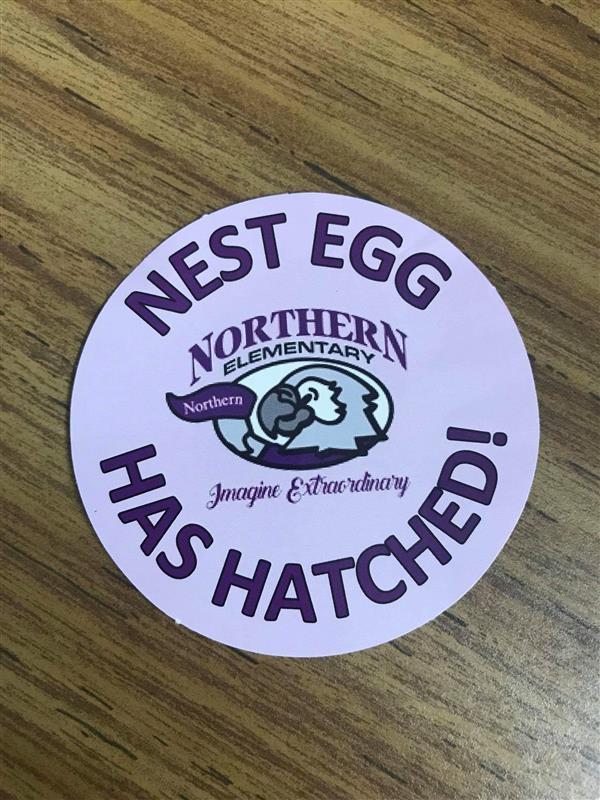 NEST EGG
NORTHERN
ELEMENTARY
Northern
Imagine Extraordinary
HAS HATCHED!